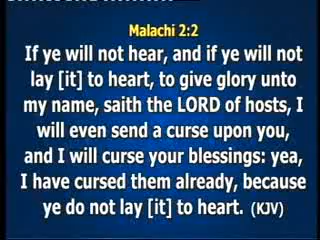 Malachi 2:2
If ye will not hear, and if ye will not
lay [it] to heart, to give glory unto
my name, saith the LORD of hosts, I
will even send a curse upon you,
and I will curse your blessings: yea,
I have cursed them already, because
ye do not lay [it] to heart. (KJV)